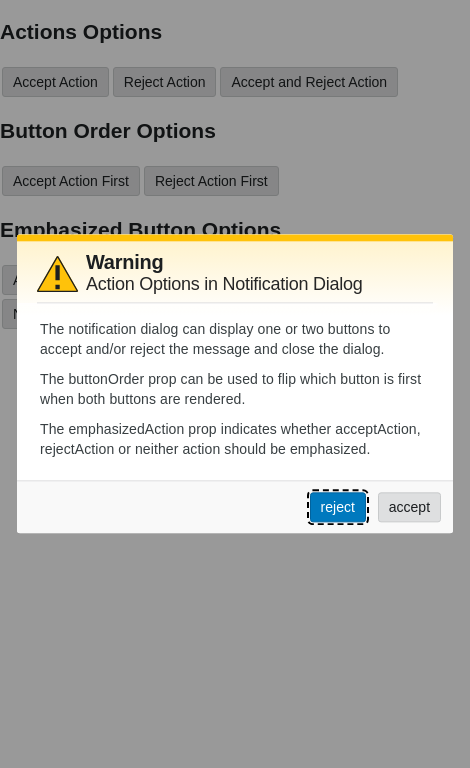 Actions Options
Accept Action Reject Action Accept and Reject Action
Button Order Options
Accept Action First Reject Action First
Emphasized Button Options
Warning
Action Options in Notification Dialog
The notification dialog can display one or two buttons to
accept and/or reject the message and close the dialog.
The buttonOrder prop can be used to flip which button is first
when both buttons are rendered.
The emphasizedAction prop indicates whether acceptAction,
rejectAction or neither action should be emphasized.
reject accept